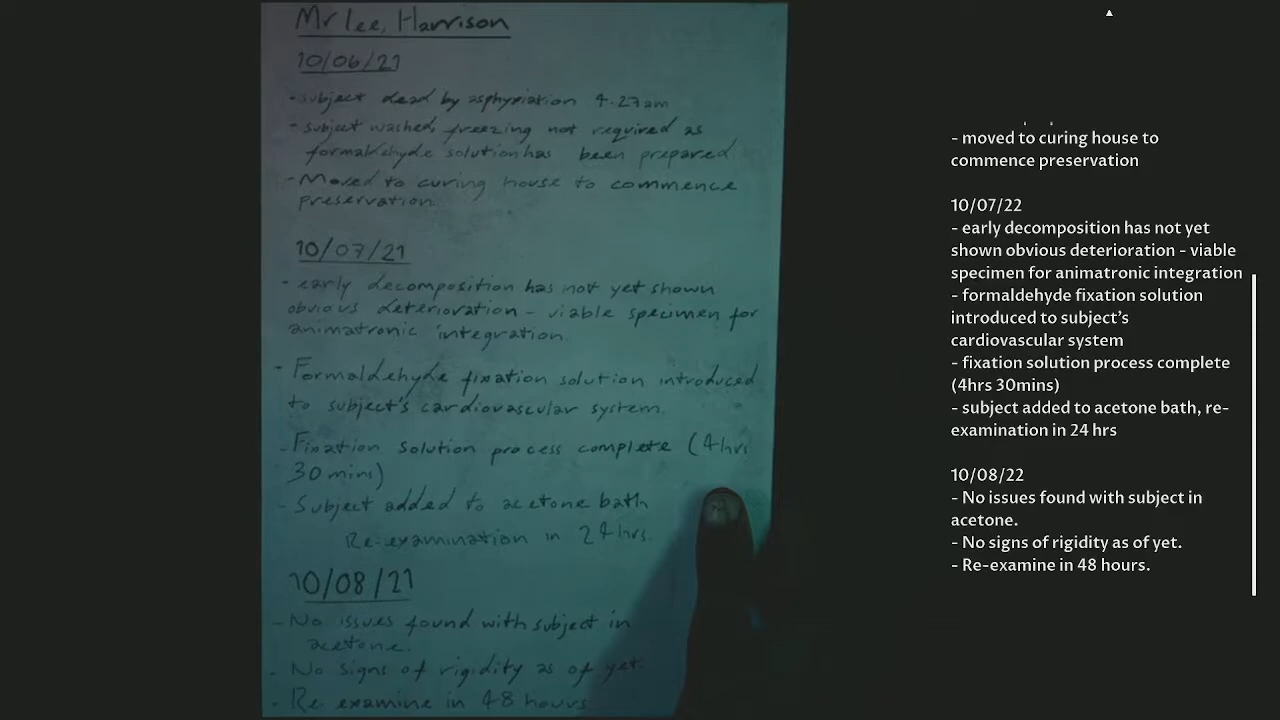 Mr Lee, Harrison
10/06/21
- subject dead by asphyxiation 4.27am
- subject washed, freezing not required as
formaldehyde solution has been prepared.
- Moved to curing house to commence
preservation.
10/07/21
- early decomposition has not yet shown
obvious deterioration - viable specimen for
animatronic integration.
- Formaldehyde fixation solution introduced
to subject's cardiovascular system.
- Fixation solution process complete (4hrs
30 mins)
- Subject added to acetone bath
Re-examination in 24hrs.
10/08/21
- No issues found with subject in
acetone.
- No signs of rigidity as of yet.
- Re-examine in 48 hours
- moved to curing house to
commence preservation
10/07/22
- early decomposition has not yet
shown obvious deterioration - viable
specimen for animatronic integration
- formaldehyde fixation solution
introduced to subject's
cardiovascular system
- fixation solution process complete
(4hrs 30mins)
- subject added to acetone bath, re-
examination in 24 hrs
10/08/22
- No issues found with subject in
acetone.
- No signs of rigidity as of yet.
- Re-examine in 48 hours.